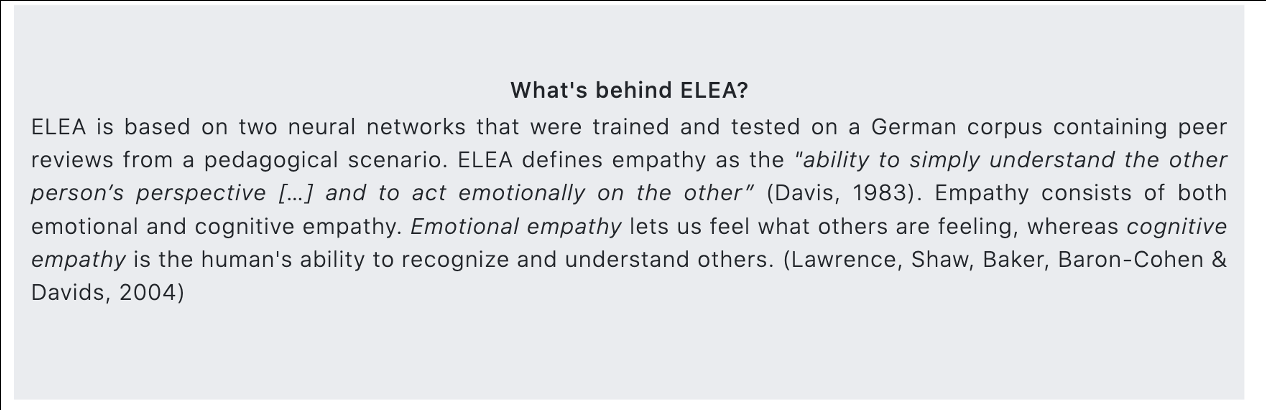 What's behind ELEA?
ELEA is based on two neural networks that were trained and tested on a German corpus containing peer
reviews from a pedagogical scenario. ELEA defines empathy as the "ability to simply understand the other
person’s perspective [...] and to act emotionally on the other” (Davis, 1983). Empathy consists of both
emotional and cognitive empathy. Emotional empathy lets us feel what others are feeling, whereas cognitive
empathy is the human's ability to recognize and understand others. (Lawrence, Shaw, Baker, Baron-Cohen &
Davids, 2004)